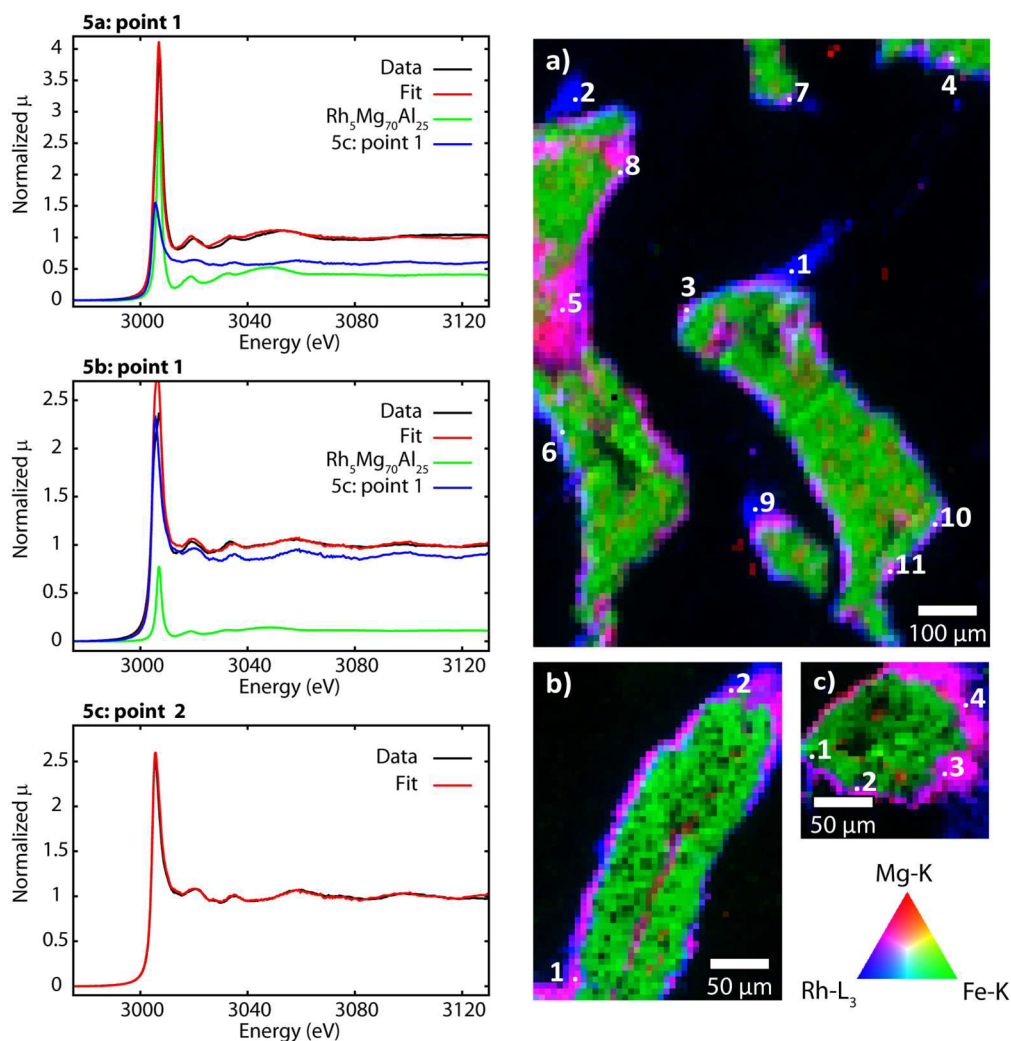 5a: point 1
Normalized µ
4
3.5
3
2.5
2
1.5
1
0.5
0
Data
Fit
Rh₅Mg₇₀Al₂₅
5c: point 1
3000
3040
3080
3120
Energy (eV)
5b: point 1
Normalized µ
2.5
2
1.5
1
0.5
0
Data
Fit
Rh₅Mg₇₀Al₂₅
5c: point 1
3000
3040
3080
3120
Energy (eV)
5c: point 2
Normalized µ
2.5
2
1.5
1
0.5
0
Data
Fit
3000
3040
3080
3120
Energy (eV)
a)
.2
.7
4
.8
.1
3
.5
6
.9
.10
.11
100 µm
b)
.2
1
50 µm
c)
.4
.1
.3
.2
50 µm
Mg-K
Rh-L₃
Fe-K